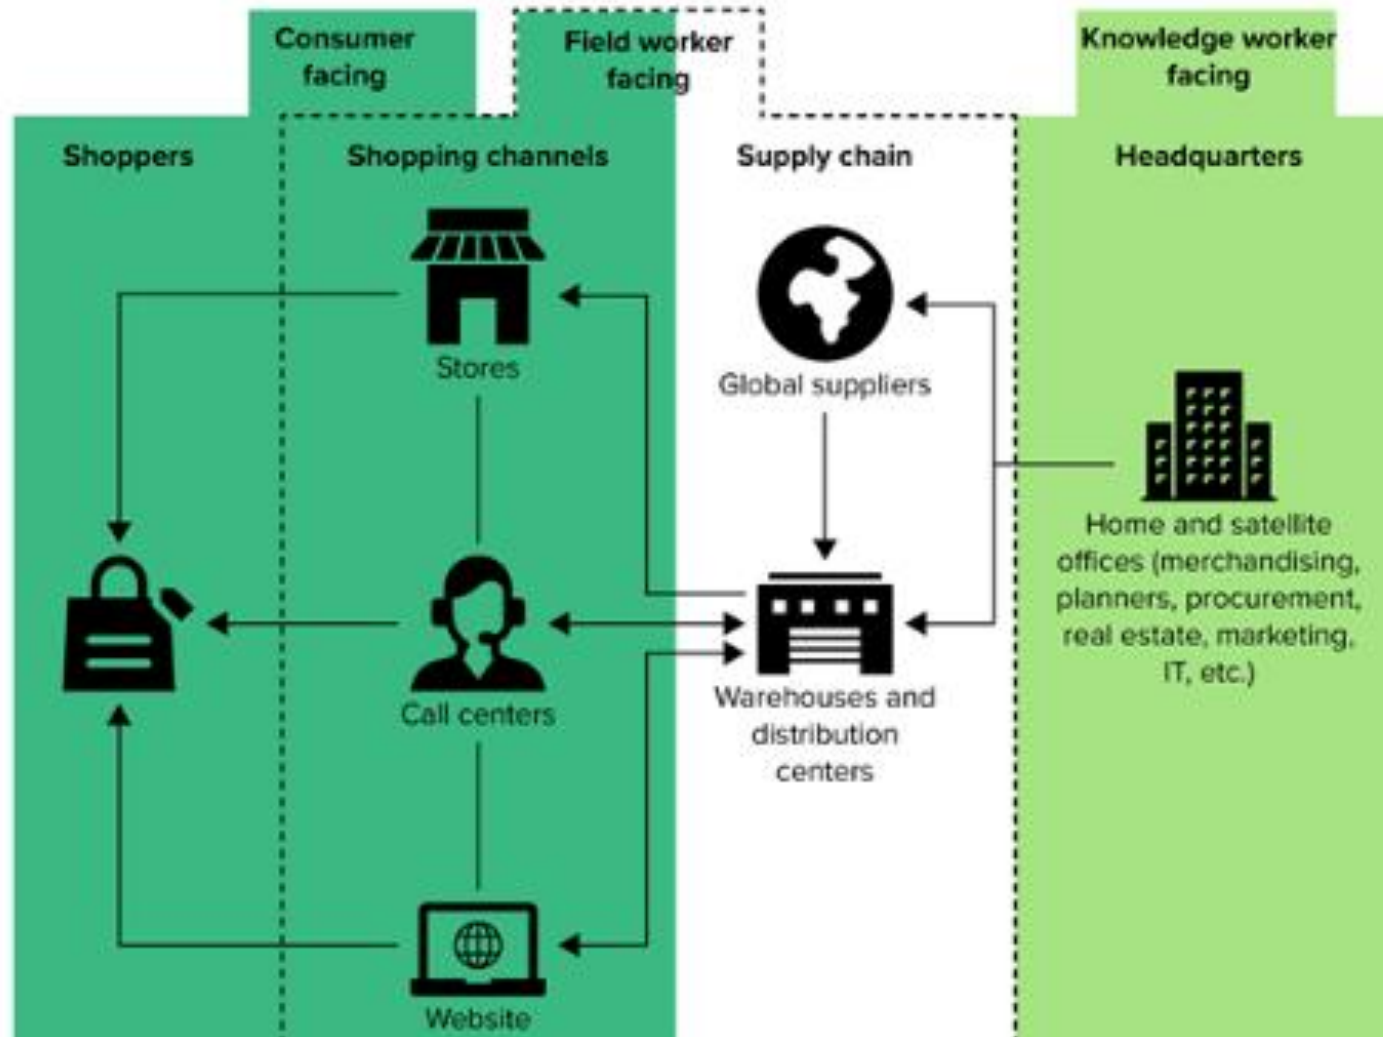 Consumer
facing
Field worker
facing
Knowledge worker
facing
Shoppers
Shopping channels
Supply chain
Headquarters
Stores
Global suppliers
Home and satellite
offices (merchandising,
planners, procurement,
real estate, marketing,
IT, etc.)
Call centers
Warehouses and
distribution
centers
Website